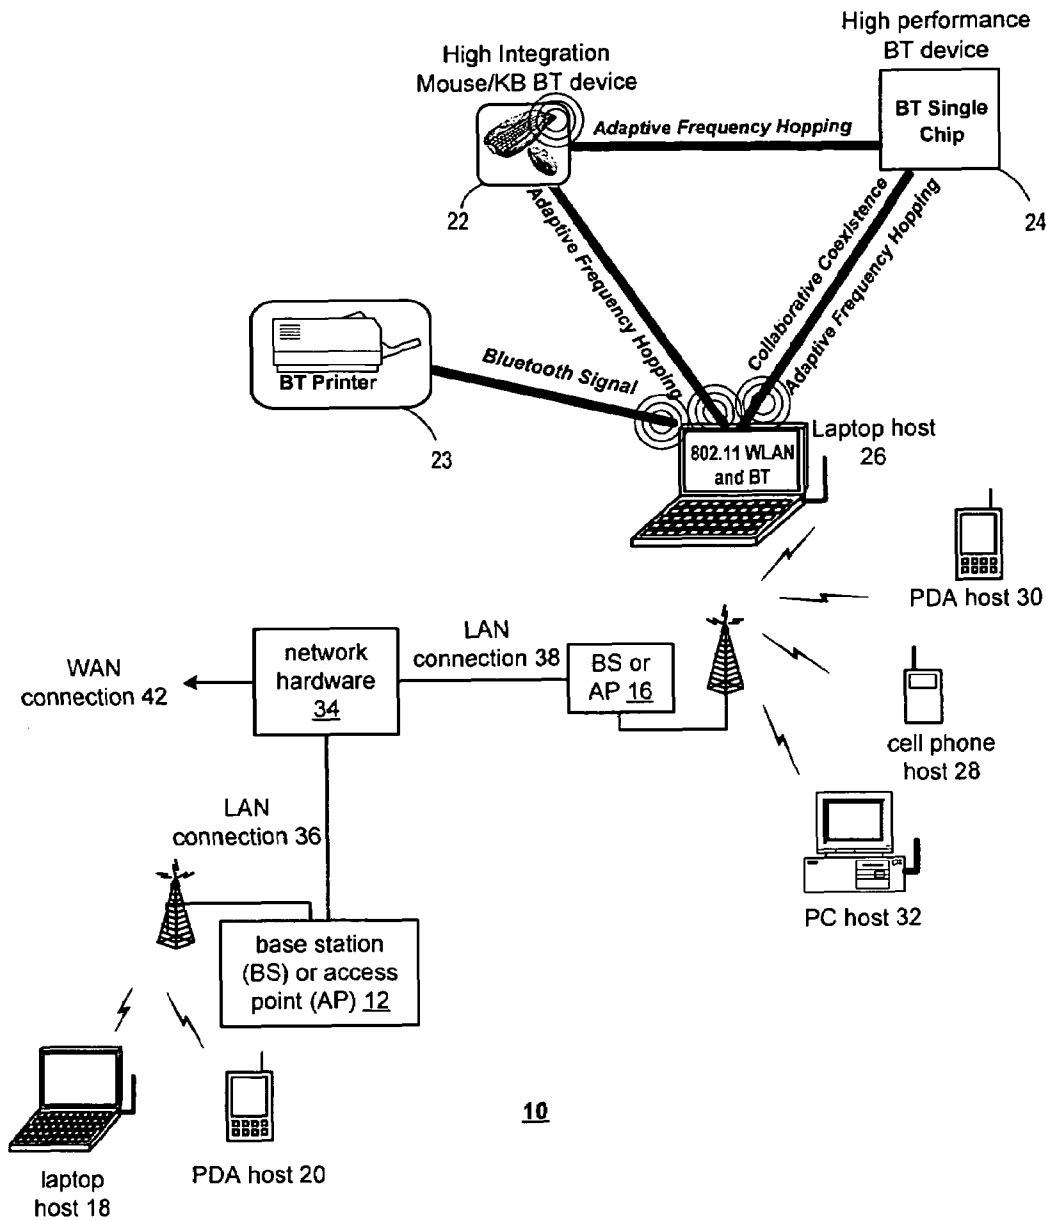 High performance
BT device
High Integration
Mouse/KB BT device
BT Single
Chip
Adaptive Frequency Hopping
22
24
Adaptive Frequency Hopping
Collaborative Coexistence
Adaptive Frequency Hopping
BT Printer
Bluetooth Signal
23
802.11 WLAN
and BT
Laptop host
26
PDA host 30
LAN
connection 38
network
hardware
34
BS or
AP 16
WAN
connection 42
cell phone
host 28
LAN
connection 36
PC host 32
base station
(BS) or access
point (AP) 12
10
laptop
host 18
PDA host 20